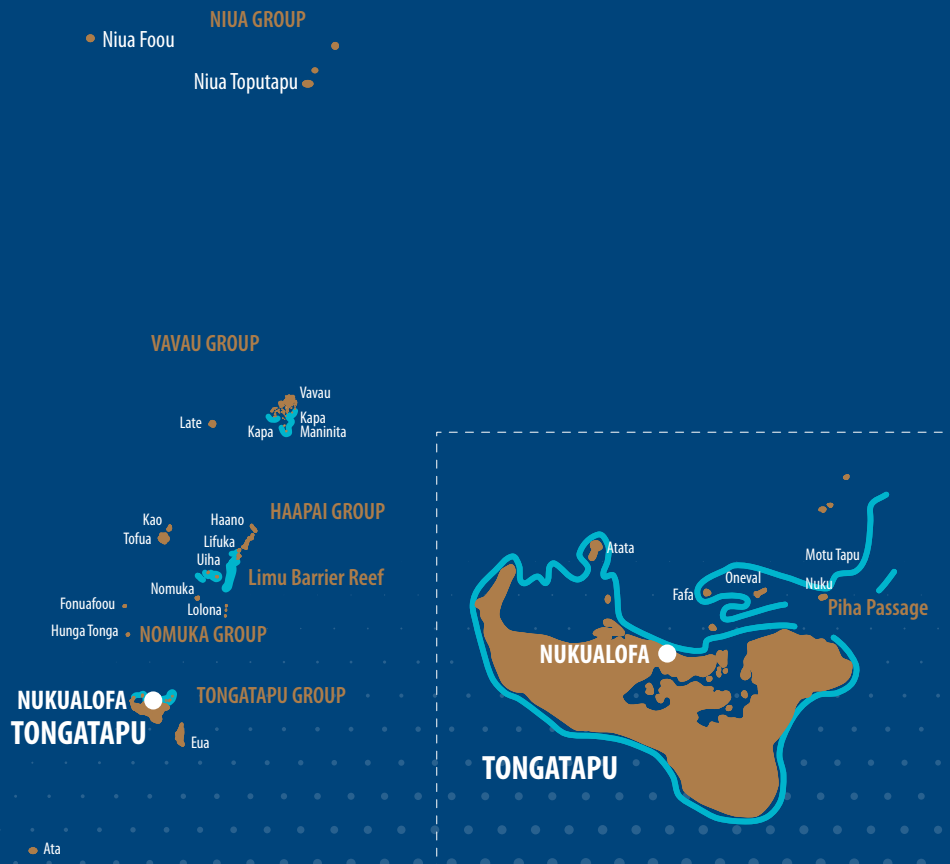 NIUA GROUP
Niua Foou
Niua Toputapu
VAVAU GROUP
Vavau
Late
Kapa
Kapa
Maninita
HAAPAI GROUP
Kao
Haano
Tofua
Lifuka
Uiha
Limu Barrier Reef
Nomuka
Fonuafoou
Lolona
Hunga Tonga
NOMUKA GROUP
NUKUALOFA
TONGATAPU GROUP
TONGATAPU
Eua
Ata
Atata
Motu Tapu
Oneval
Nuku
Fafa
Piha Passage
NUKUALOFA
TONGATAPU